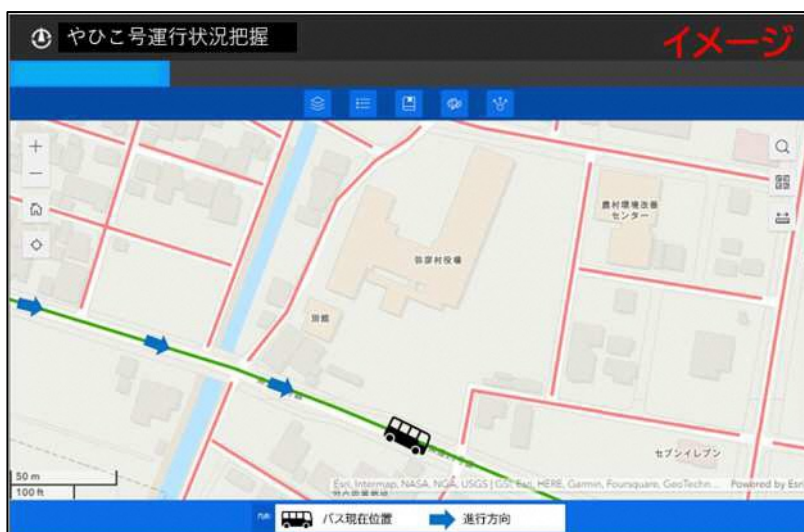 やひこ号運行状況把握
イメージ
農村環境改善
センター
弥彦村役場
別館
セブンイレブン
50 m
100 ft
Esri, Intermap, NASA, NGA, USGS | GSI, Esri, HERE, Garmin, Foursquare, GeoTechn...
Powered by Esri
バス現在位置
進行方向